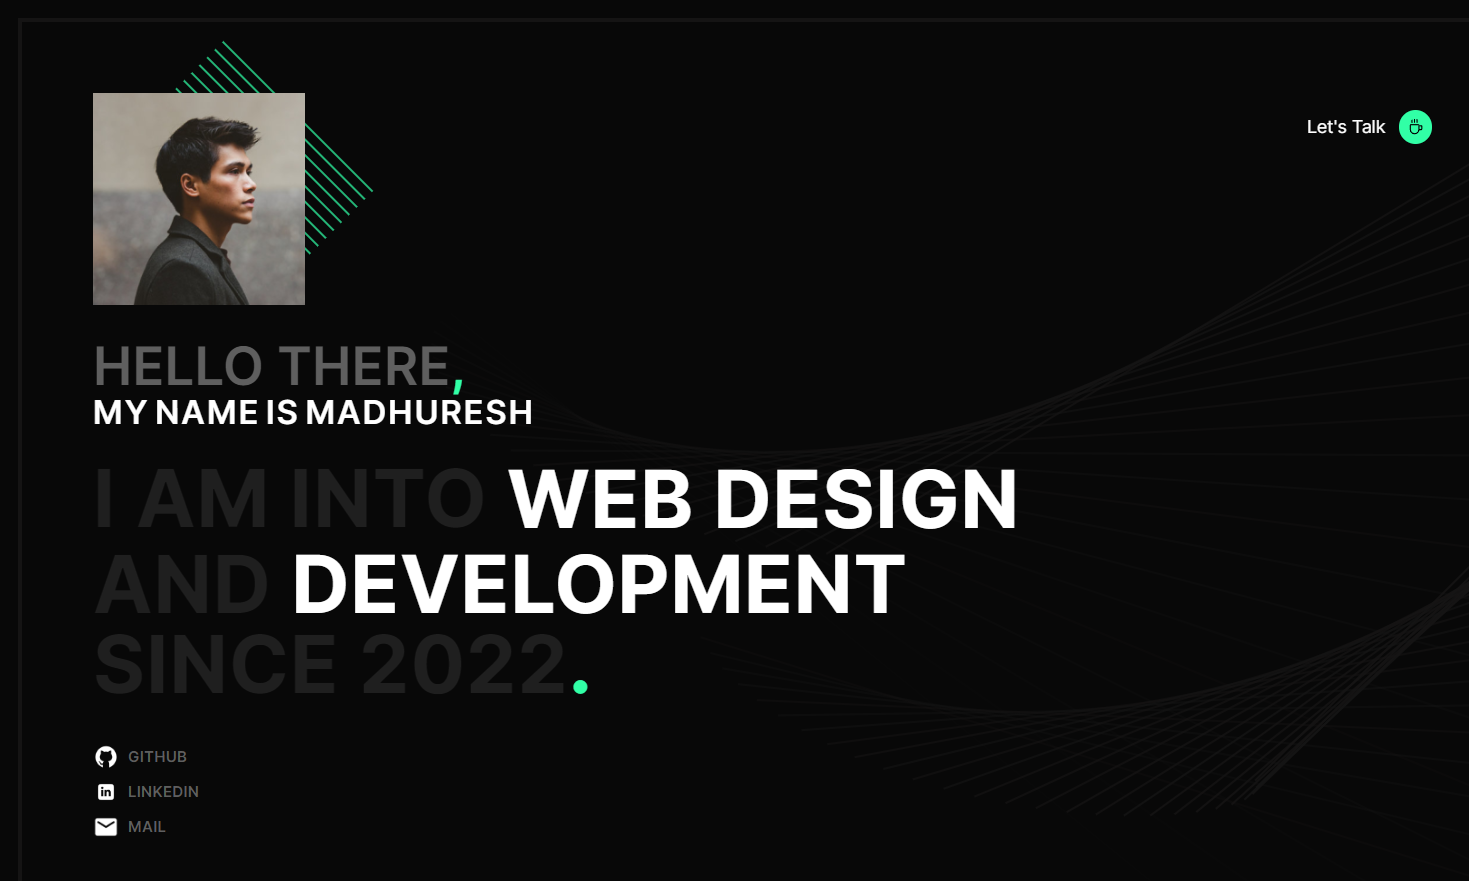 Let's Talk
HELLO THERE,
MY NAME IS MADHURESH
I AM INTO WEB DESIGN
AND DEVELOPMENT
SINCE 2022.
GITHUB
in LINKEDIN
MAIL